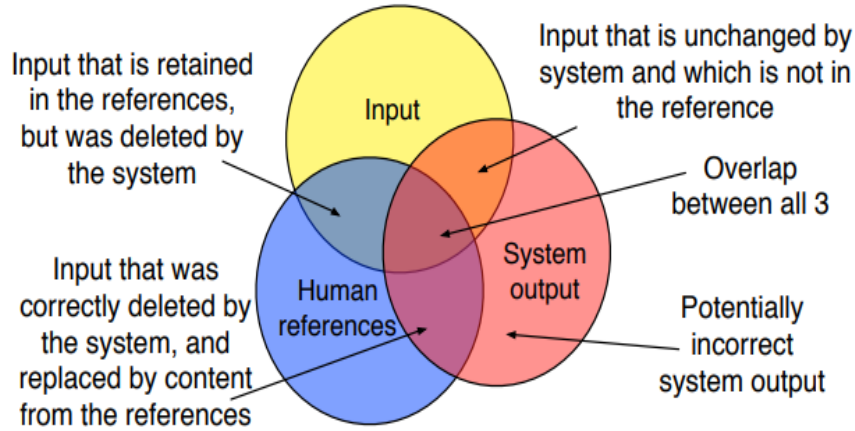 Input that is retained
in the references,
but was deleted by
the system
Input
Input that is unchanged by
system and which is not in
the reference
Overlap
between all 3
Input that was
correctly deleted by
the system, and
replaced by content
from the references
Human
references
System
output
Potentially
incorrect
system output